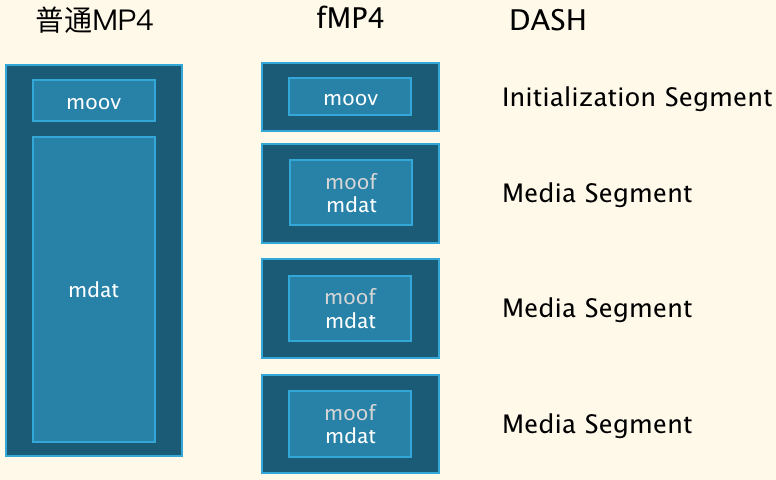 普通MP4
fMP4
DASH
moov
mdat
moov
moof
mdat
moof
mdat
moof
mdat
Initialization Segment
Media Segment
Media Segment
Media Segment